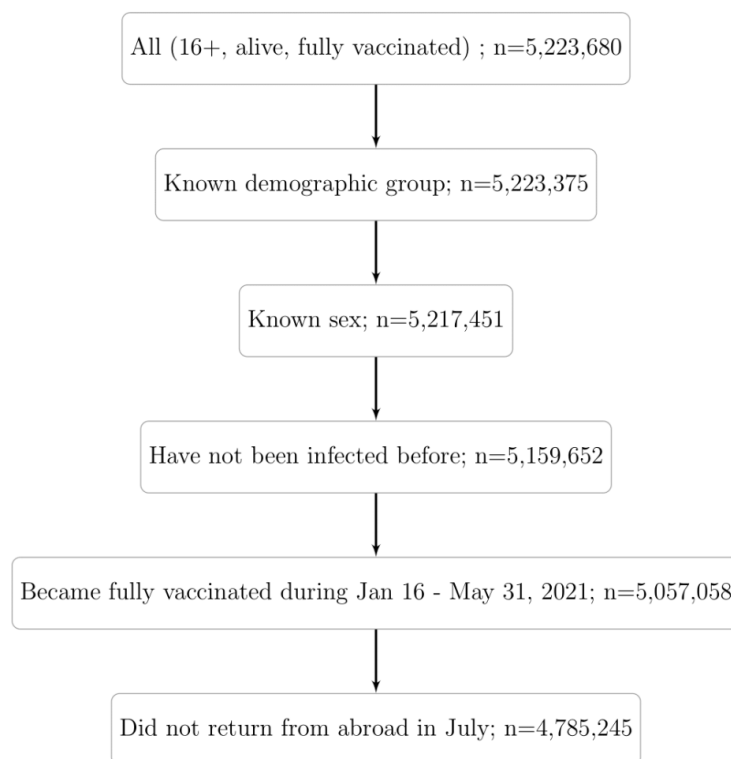 All (16+, alive, fully vaccinated) ; n=5,223,680
Known demographic group; n=5,223,375
Known sex; n=5,217,451
Have not been infected before; n=5,159,652
Became fully vaccinated during Jan 16 - May 31, 2021; n=5,057,058
Did not return from abroad in July; n=4,785,245